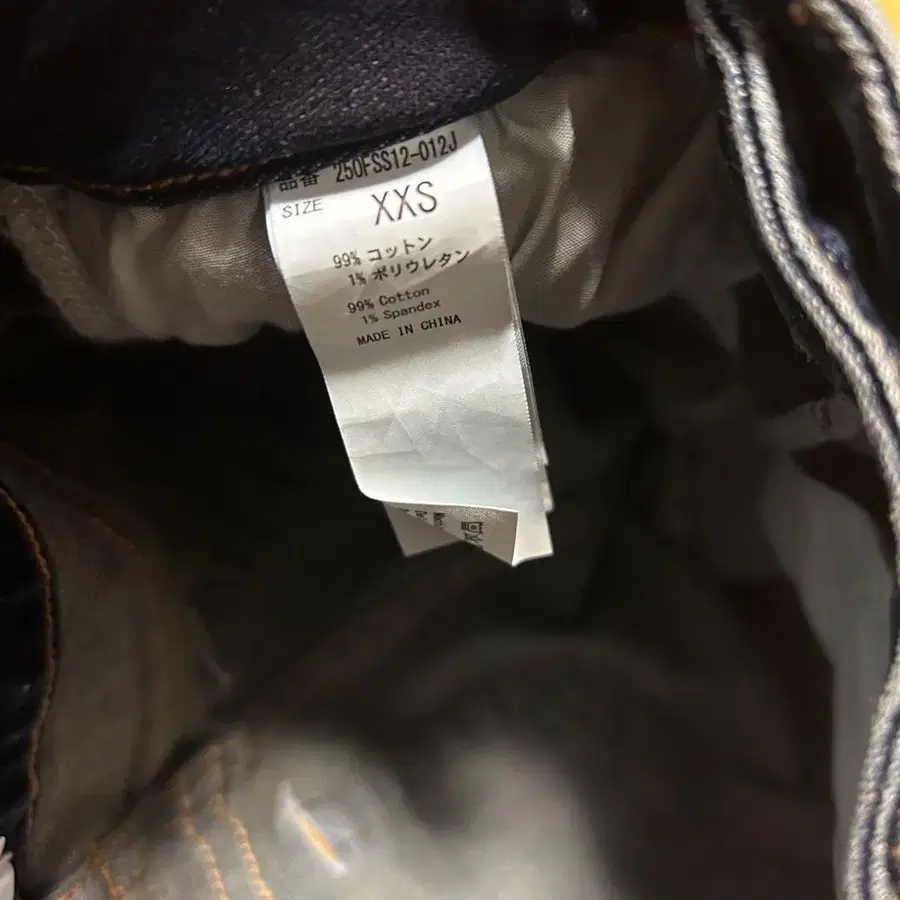 品番 250FSS12-012J
SIZE XXS
99% コットン
1% ポリウレタン
99% Cotton
1% Spandex
MADE IN CHINA